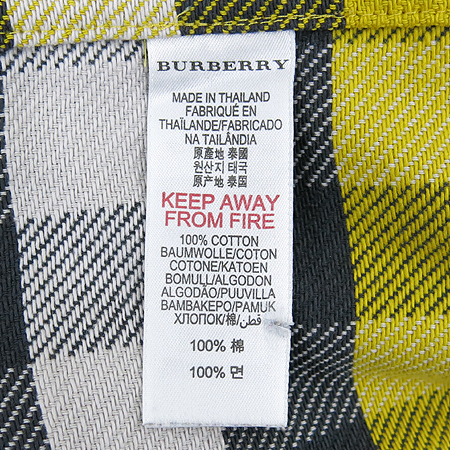 BURBERRY
MADE IN THAILAND
FABRIQUÉ EN
THAÏLANDE/FABRICADO
NA TAILÂNDIA
原產地 泰國
원산지 태국
原产地 泰国
KEEP AWAY
FROM FIRE
100% COTTON
BAUMWOLLE/COTON
COTONE/KATOEN
BOMULL/ALGODON
ALGODÃO/PUUVILLA
ΒΑΜΒΑΚΕΡΟ/PAMUK
ХЛОПОК/棉/قطن
100% 棉
100% 면